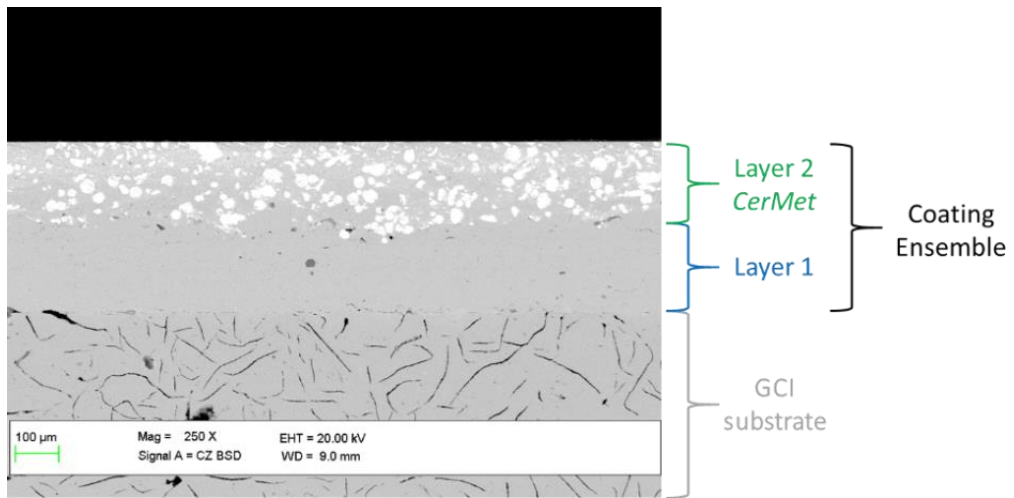 Layer 2
CerMet
Layer 1
Coating
Ensemble
GCI
substrate
100 µm
Mag = 250 X
EHT = 20.00 kV
Signal A = CZ BSD
WD = 9.0 mm